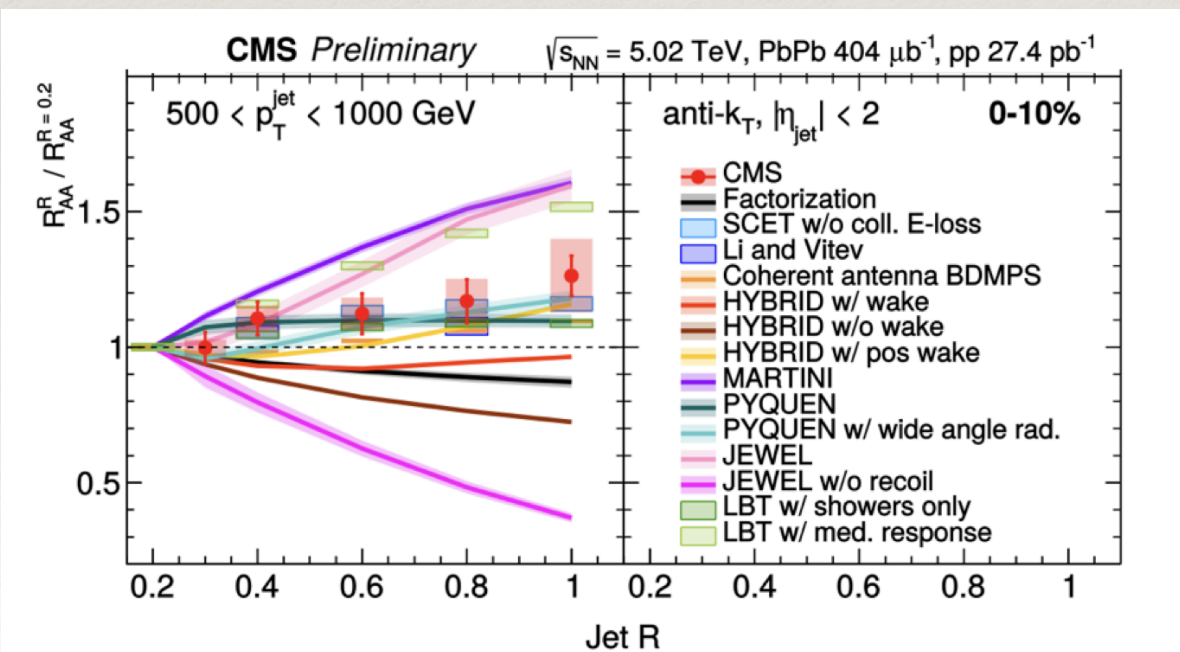 CMS Preliminary
√s_NN = 5.02 TeV, PbPb 404 μb⁻¹, pp 27.4 pb⁻¹
500 < p_T^jet < 1000 GeV
anti-k_T, |η_jet| < 2
0-10%
R_AA^R / R_AA^{R = 0.2}
1.5
1
0.5
CMS
Factorization
SCET w/o coll. E-loss
Li and Vitev
Coherent antenna BDMPS
HYBRID w/ wake
HYBRID w/o wake
HYBRID w/ pos wake
MARTINI
PYQUEN
PYQUEN w/ wide angle rad.
JEWEL
JEWEL w/o recoil
LBT w/ showers only
LBT w/ med. response
0.2 0.4 0.6 0.8 1
0.2 0.4 0.6 0.8 1
Jet R